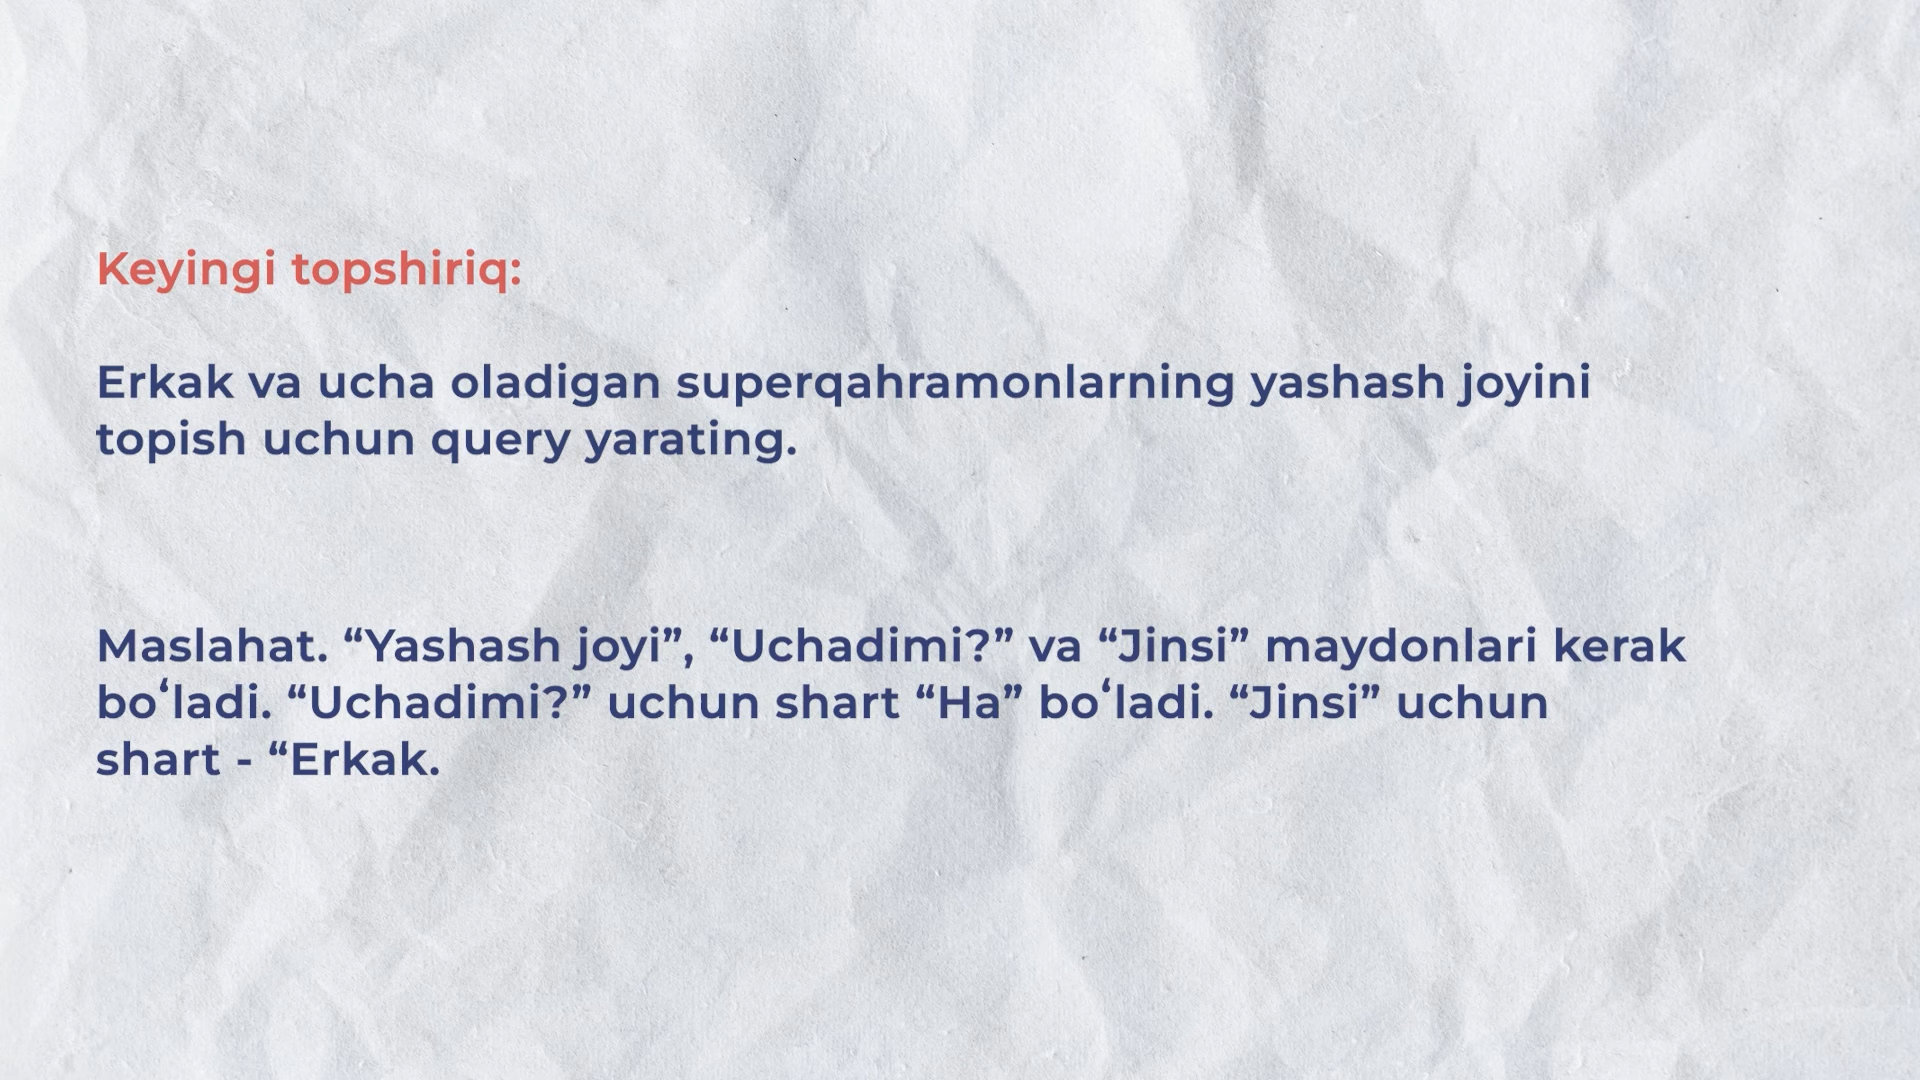 Keyingi topshiriq:
Erkak va ucha oladigan superqahramonlarning yashash joyini
topish uchun query yarating.
Maslahat. “Yashash joyi”, “Uchadimi?” va “Jinsi” maydonlari kerak
boʻladi. “Uchadimi?” uchun shart “Ha” boʻladi. “Jinsi” uchun
shart - “Erkak.